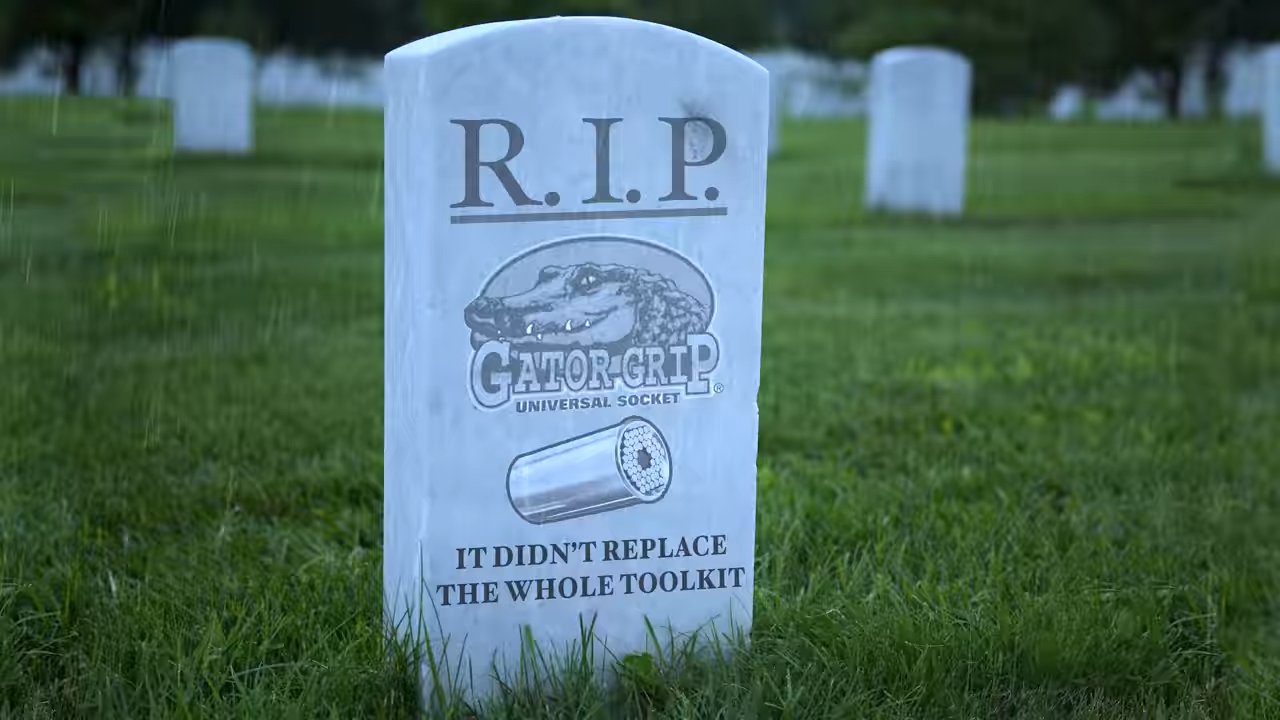 R.I.P.
GATOR-GRIP®
UNIVERSAL SOCKET
IT DIDN'T REPLACE
THE WHOLE TOOLKIT